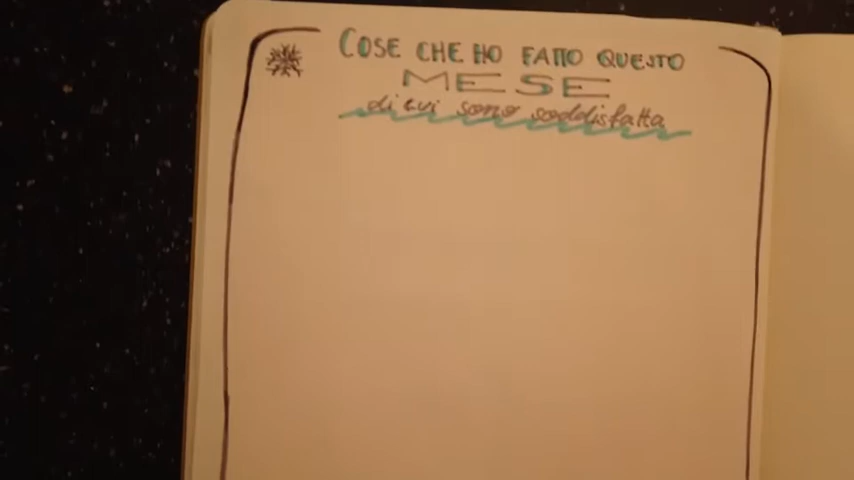 COSE CHE HO FATTO QUESTO
MESE
di cui sono soddisfatta